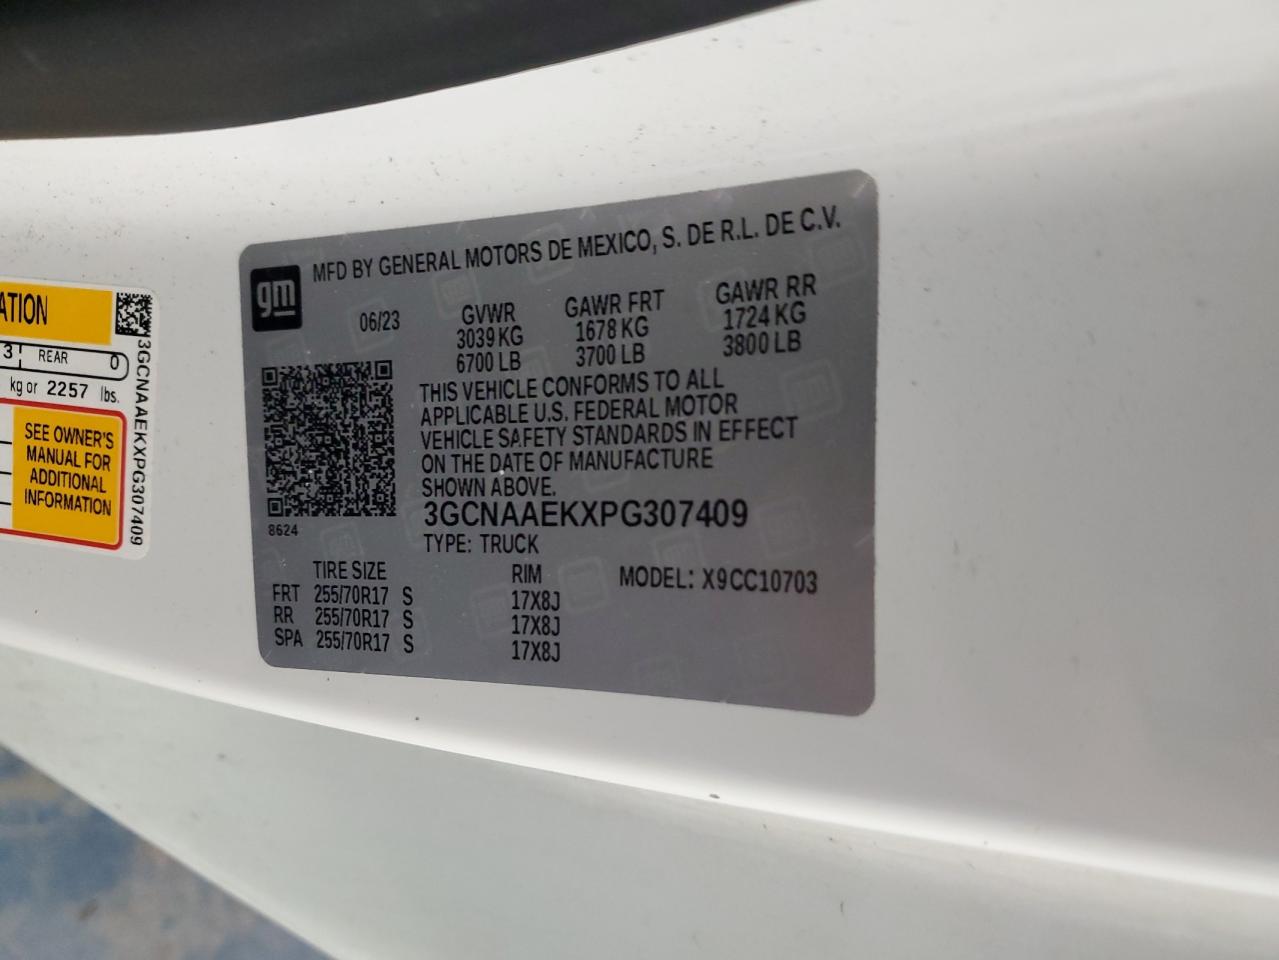 ATION
3 REAR 0
kg or 2257 lbs.
SEE OWNER'S
MANUAL FOR
ADDITIONAL
INFORMATION
3GCNAAEKXPG307409
gm
MFD BY GENERAL MOTORS DE MEXICO, S. DE R.L. DE C.V.
06/23 GVWR GAWR FRT GAWR RR
3039 KG 1678 KG 1724 KG
6700 LB 3700 LB 3800 LB
THIS VEHICLE CONFORMS TO ALL
APPLICABLE U.S. FEDERAL MOTOR
VEHICLE SAFETY STANDARDS IN EFFECT
ON THE DATE OF MANUFACTURE
SHOWN ABOVE.
8624
3GCNAAEKXPG307409
TYPE: TRUCK
TIRE SIZE RIM MODEL: X9CC10703
FRT 255/70R17 S 17X8J
RR 255/70R17 S 17X8J
SPA 255/70R17 S 17X8J